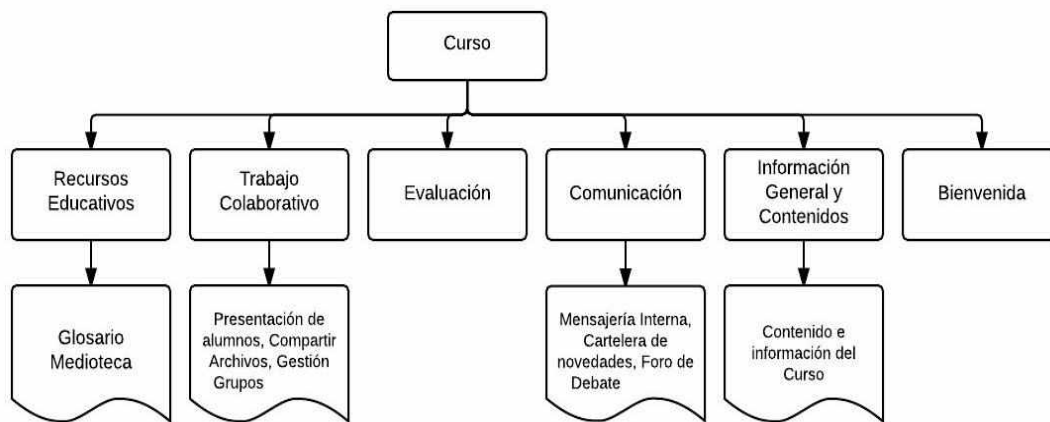 Curso
Recursos
Educativos
Trabajo
Colaborativo
Evaluación
Comunicación
Información
General y
Contenidos
Bienvenida
Glosario
Medioteca
Presentación de
alumnos, Compartir
Archivos, Gestión
Grupos
Mensajería Interna,
Cartelera de
novedades, Foro de
Debate
Contenido e
información del
Curso